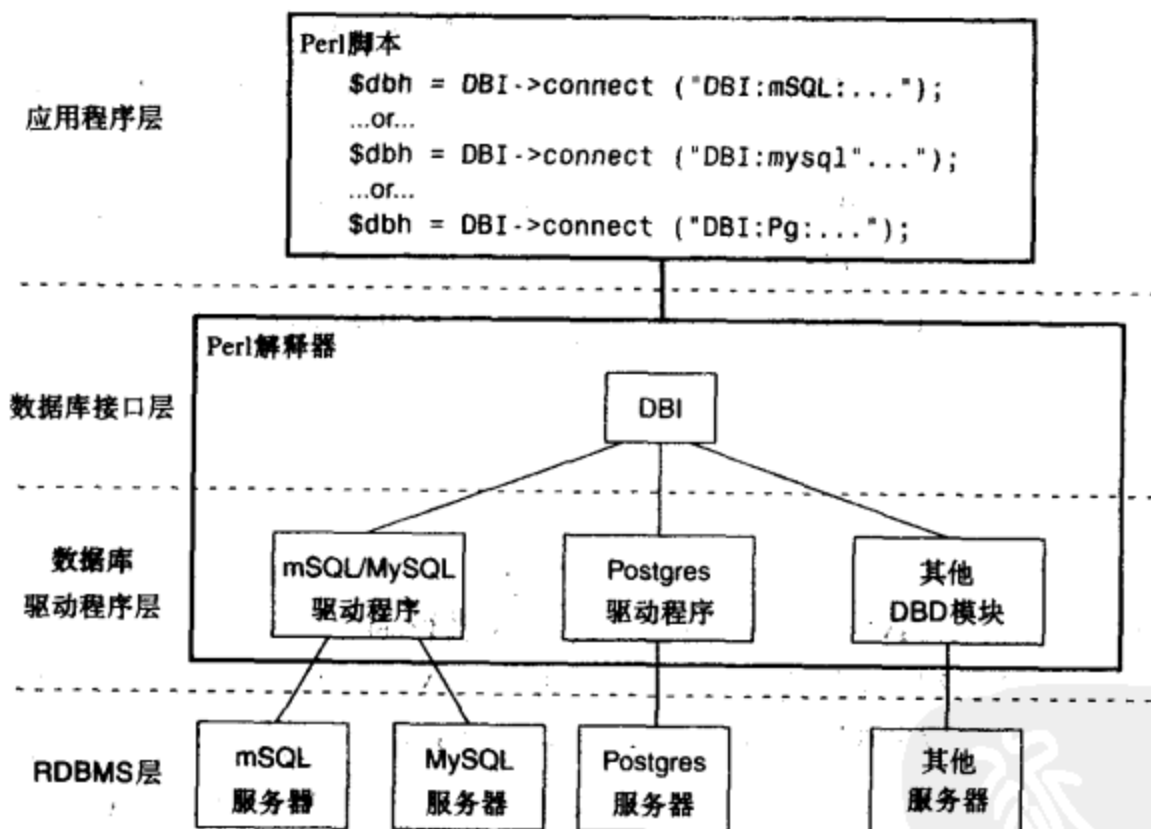 Perl脚本
$dbh = DBI->connect ("DBI:mSQL:...");
...or...
应用程序层
$dbh = DBI->connect ("DBI:mysql"...");
...or...
$dbh = DBI->connect ("DBI:Pg:...");
Perl解释器
数据库接口层
DBI
数据库
驱动程序层
mSQL/MySQL
驱动程序
Postgres
驱动程序
其他
DBD模块
RDBMS层
mSQL
服务器
MySQL
服务器
Postgres
服务器
其他
服务器